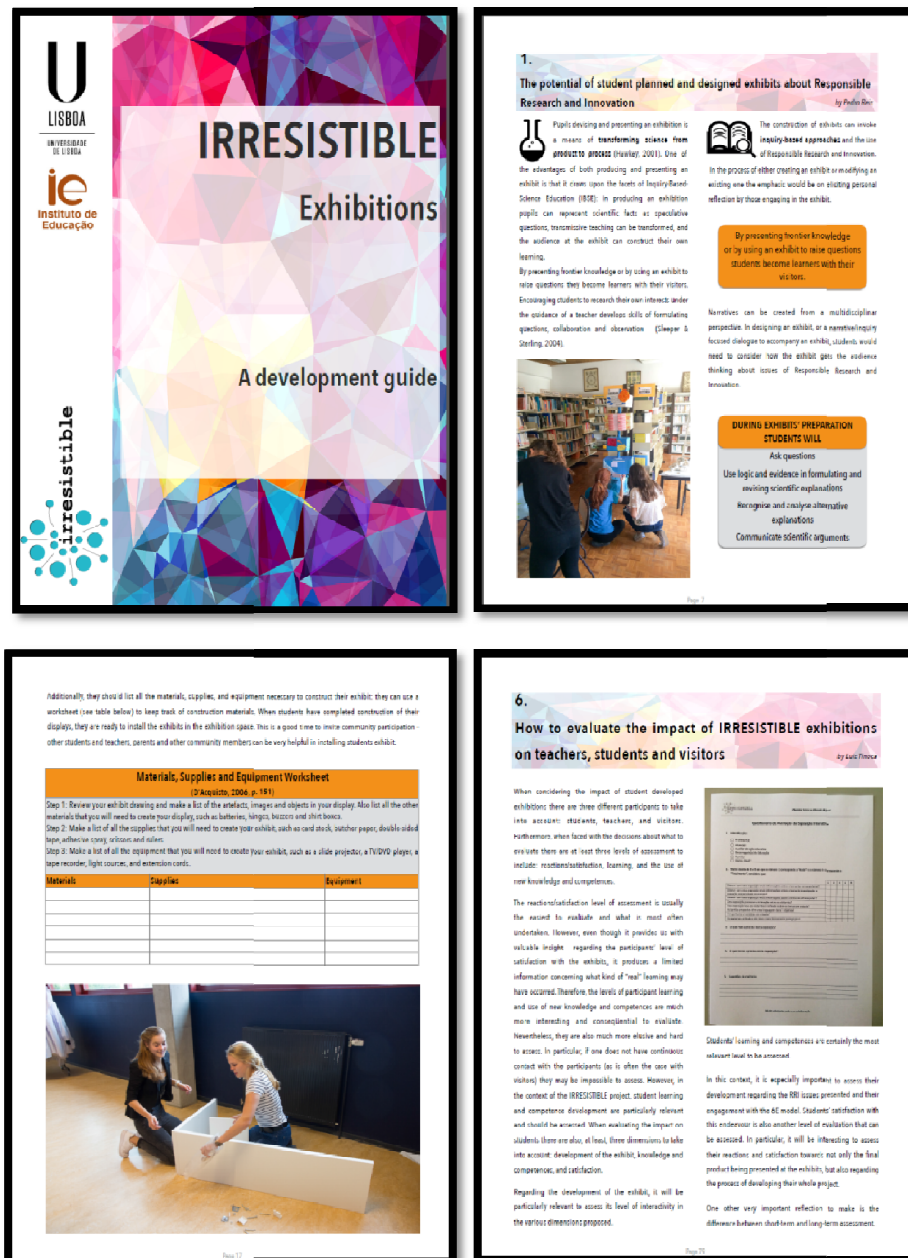 LISBOA
UNIVERSIDADE
DE LISBOA
ie
Instituto de
Educação
irresistible
IRRESISTIBLE
Exhibitions
A development guide
1.
The potential of student planned and designed exhibits about Responsible
Research and Innovation
by Pedro Reis
Pupils devising and presenting an exhibition is
a means of transforming science from
product to process (Hawkey, 2001). One of
the advantages of both producing and presenting an
exhibit is that it draws upon the facets of Inquiry-Based-
Science Education (IBSE): in producing an exhibition
pupils can represent scientific facts as speculative
questions, transmissive teaching can be transformed, and
the audience at the exhibit can construct their own
learning.
By presenting frontier knowledge or by using an exhibit to
raise questions they become learners with their visitors.
Encouraging students to research their own interests under
the guidance of a teacher develops skills of formulating
questions, collaboration and observation (Sleeper &
Sterling, 2004).
The construction of exhibits can revoke
inquiry-based approaches and the use
of Responsible Research and Innovation.
In the process of either creating an exhibit or modifying an
existing one the emphasis would be on eliciting personal
reflection by those engaging in the exhibit.
By presenting frontier knowledge
or by using an exhibit to raise questions
students become learners with their
visitors.
Narratives can be created from a multidisciplinar
perspective. In designing an exhibit, or a narrative/inquiry
focused dialogue to accompany an exhibit, students would
need to consider how the exhibit gets the audience
thinking about issues of Responsible Research and
Innovation.
DURING EXHIBITS' PREPARATION
STUDENTS WILL
Ask questions
Use logic and evidence in formulating and
revising scientific explanations
Recognise and analyse alternative
explanations
Communicate scientific arguments
Page 7
Additionally, they should list all the materials, supplies, and equipment necessary to construct their exhibit; they can use a
worksheet (see table below) to keep track of construction materials. When students have completed construction of their
displays, they are ready to install the exhibits in the exhibition space. This is a good time to invite community participation -
other students and teachers, parents and other community members can be very helpful in installing students exhibit.
Materials, Supplies and Equipment Worksheet
(D'Acquisto, 2006, p. 151)
Step 1: Review your exhibit drawing and make a list of the artefacts, images and objects in your display. Also list all the other
materials that you will need to create your display, such as batteries, hinges, buzzers and shirt boxes.
Step 2: Make a list of all the supplies that you will need to create your exhibit, such as card stock, butcher paper, double-sided
tape, adhesive spray, scissors and rulers.
Step 3: Make a list of all the equipment that you will need to create your exhibit, such as a slide projector, a TV/DVD player, a
tape recorder, light sources, and extension cords.
Materials Supplies Equipment
Page 17
6.
How to evaluate the impact of IRRESISTIBLE exhibitions
on teachers, students and visitors
by Luís Tinoca
When considering the impact of student developed
exhibitions there are three different participants to take
into account: students, teachers, and visitors.
Furthermore, when faced with the decisions about what to
evaluate there are at least three levels of assessment to
include: reactions/satisfaction, learning, and the use of
new knowledge and competences.
The reactions/satisfaction level of assessment is usually
the easiest to evaluate and what is most often
undertaken. However, even though it provides us with
valuable insight regarding the participants' level of
satisfaction with the exhibits, it produces a limited
information concerning what kind of "real" learning may
have occurred. Therefore, the levels of participant learning
and use of new knowledge and competences are much
more interesting and consequential to evaluate.
Nevertheless, they are also much more elusive and hard
to assess. In particular, if one does not have continuous
contact with the participants (as is often the case with
visitors) they may be impossible to assess. However, in
the context of the IRRESISTIBLE project, student learning
and competence development are particularly relevant
and should be assessed. When evaluating the impact on
students there are also, at least, three dimensions to take
into account: development of the exhibit, knowledge and
competences, and satisfaction.
Regarding the development of the exhibit, it will be
particularly relevant to assess its level of interactivity in
the various dimensions proposed.
Students' learning and competences are certainly the most
relevant level to be assessed.
In this context, it is especially important to assess their
development regarding the RRI issues presented and their
engagement with the 6E model. Students' satisfaction with
this endeavour is also another level of evaluation that can
be assessed. In particular, it will be interesting to assess
their reactions and satisfaction towards not only the final
product being presented at the exhibits, but also regarding
the process of developing their whole project.
One other very important reflection to make is the
difference between short-term and long-term assessment.